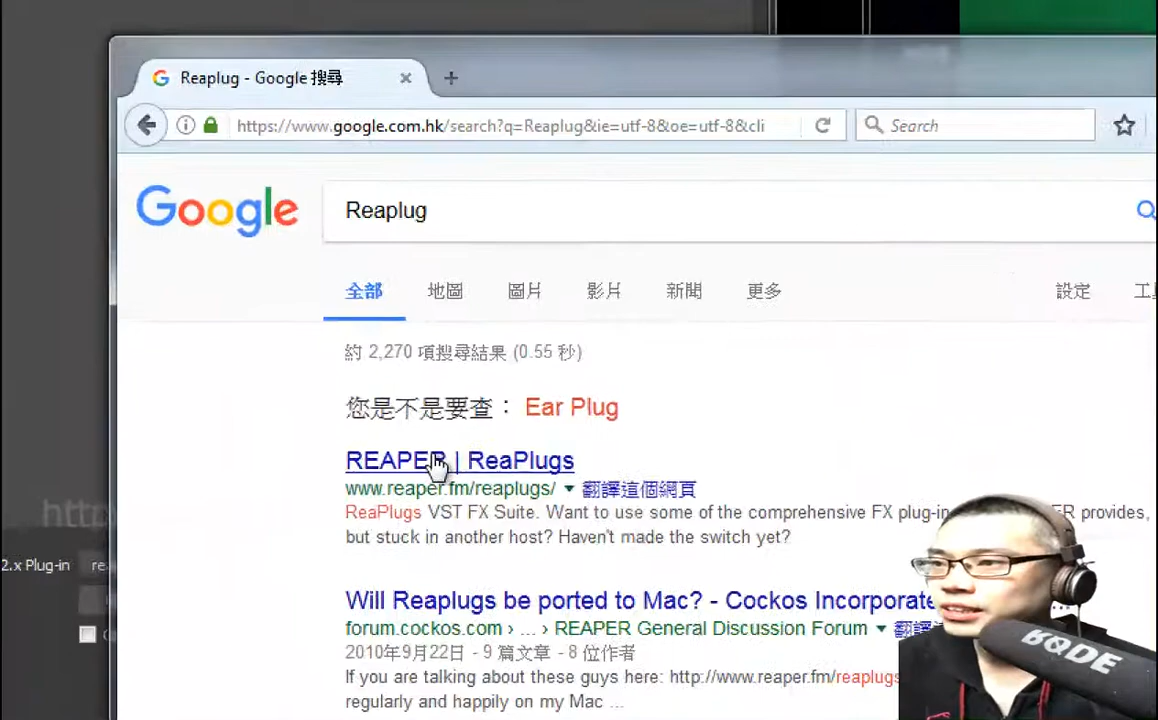 Reaplug - Google 搜尋
https://www.google.com.hk/search?q=Reaplug&ie=utf-8&oe=utf-8&cli
Search
Google
Reaplug
全部 地圖 圖片 影片 新聞 更多 設定
約 2,270 項搜尋結果 (0.55 秒)
您是不是要查： Ear Plug
REAPER | ReaPlugs
www.reaper.fm/reaplugs/ 翻譯這個網頁
ReaPlugs VST FX Suite. Want to use some of the comprehensive FX plug-in ER provides,
but stuck in another host? Haven't made the switch yet?
http
2.x Plug-in rea
Will Reaplugs be ported to Mac? - Cockos Incorporate ...
forum.cockos.com › ... › REAPER General Discussion Forum
2010年9月22日 - 9 篇文章 - 8 位作者
If you are talking about these guys here: http://www.reaper.fm/reaplugs
regularly and happily on my Mac ...
RØDE